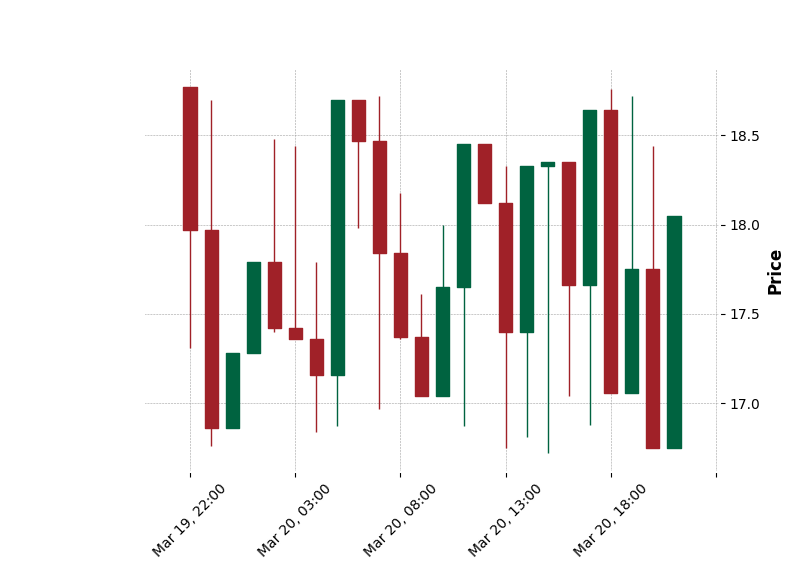 18.5
18.0
17.5
17.0
Price
Mar 19, 22:00
Mar 20, 03:00
Mar 20, 08:00
Mar 20, 13:00
Mar 20, 18:00